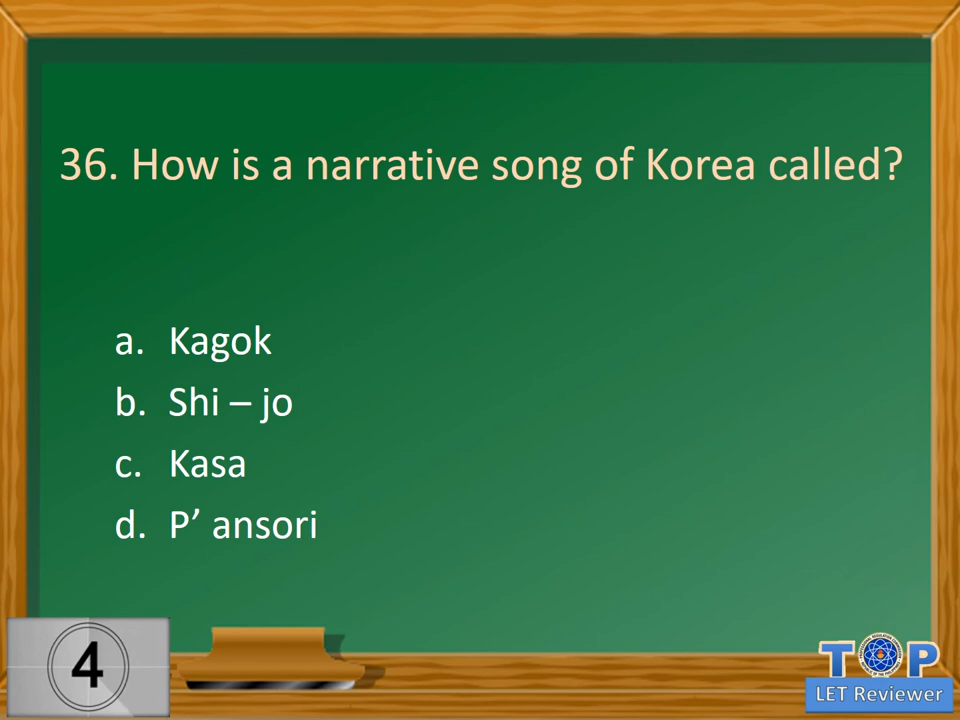 36. How is a narrative song of Korea called?
a. Kagok
b. Shi – jo
c. Kasa
d. P’ ansori
4
TOP
LET Reviewer